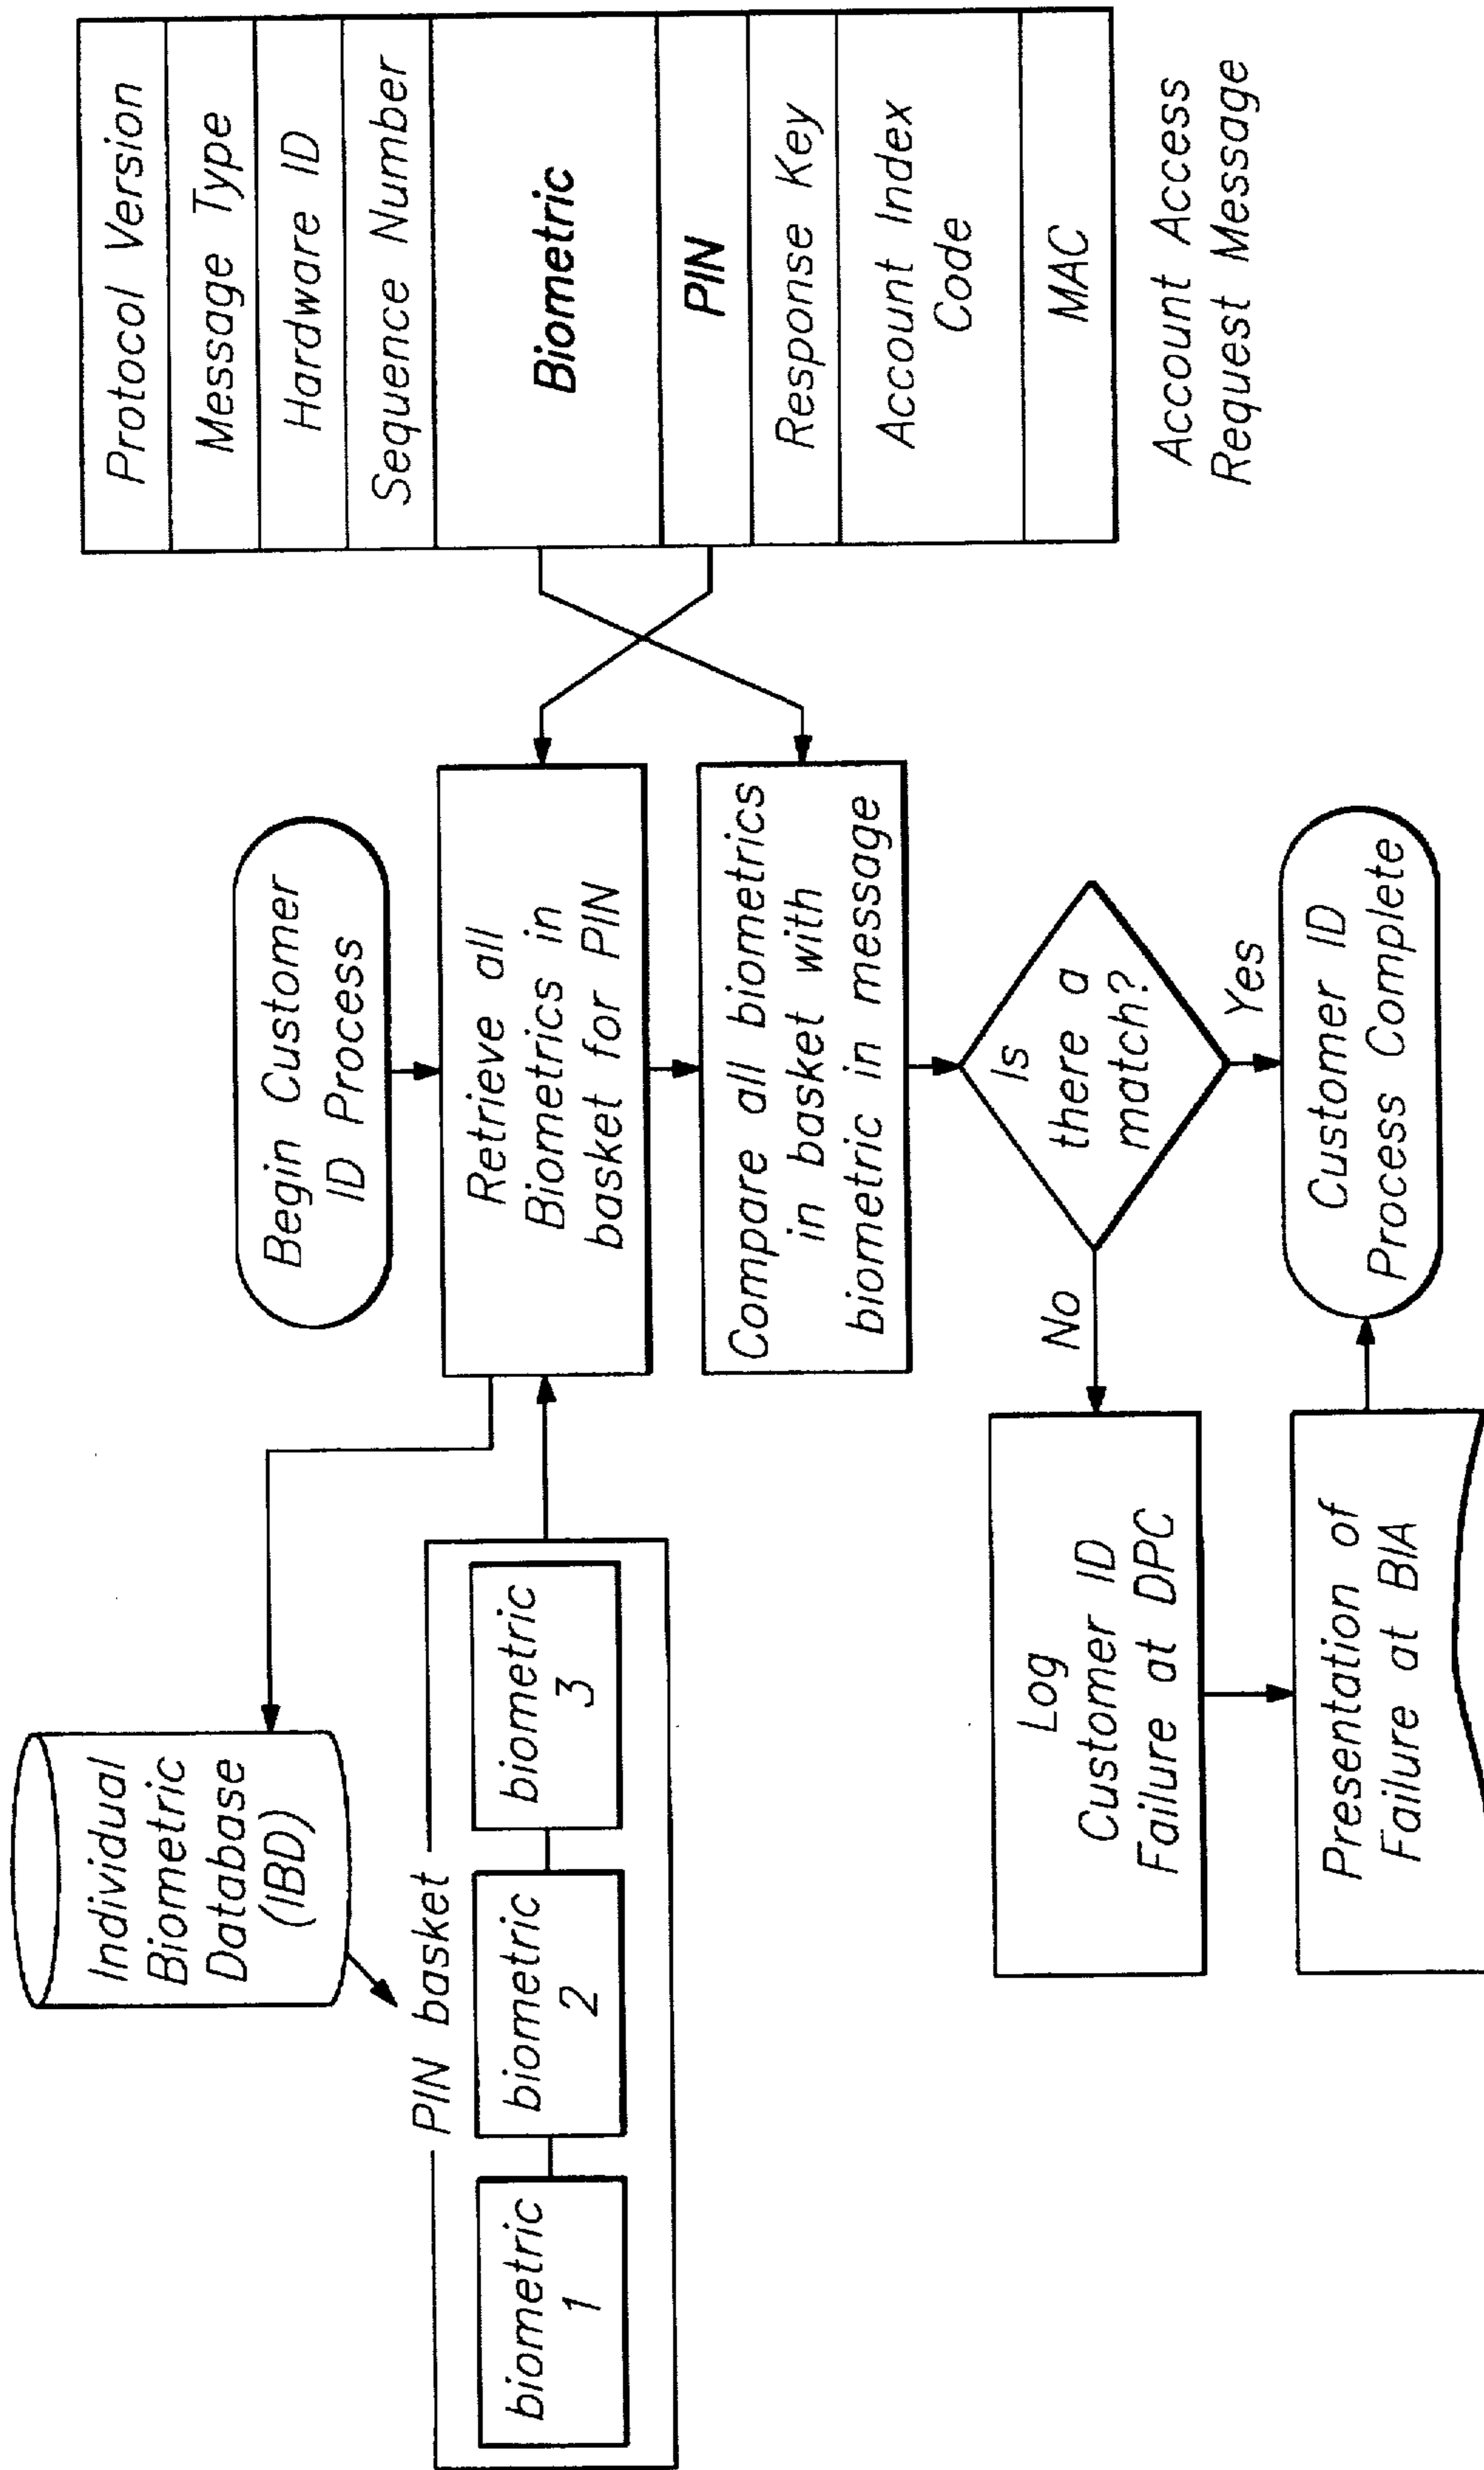 Individual
Biometric
Database
(IBD)
PIN basket
biometric
1
biometric
2
biometric
3
Begin Customer
ID Process
Retrieve all
Biometrics in
basket for PIN
Compare all biometrics
in basket with
biometric in message
Is
there a
match?
No
Yes
Log
Customer ID
Failure at DPC
Presentation of
Failure at BIA
Customer ID
Process Complete
Protocol Version
Message Type
Hardware ID
Sequence Number
Biometric
PIN
Response Key
Account Index
Code
MAC
Account Access
Request Message